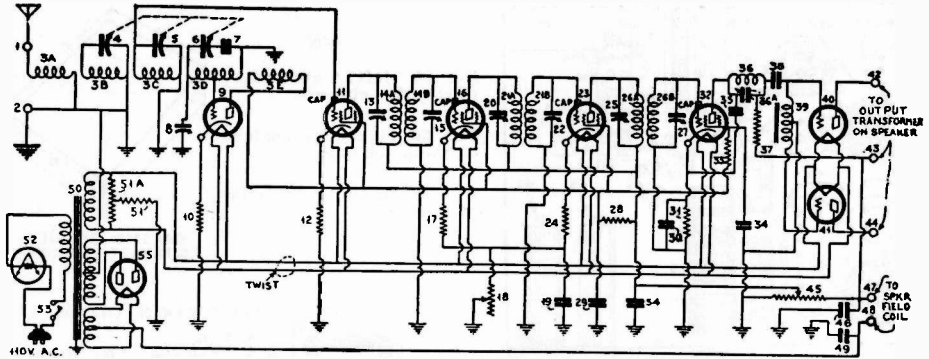 4
5
6
7
36
38
1
3A
3B
3C
3D
3E
9
11
CAP
13
14A
14B
CAP
15
16
20
21A
21B
CAP
22
23
25
26A
26B
CAP
27
32
35
36A
37
39
40
42
TO
OUTPUT
TRANSFORMER
ON SPEAKER
43
44
41
2
8
10
12
17
24
28
31
30
33
34
50
51A
51
52
53
55
TWIST
18
19
29
54
45
46
47
48
49
TO
SPKR
FIELD
COIL
110V. A.C.